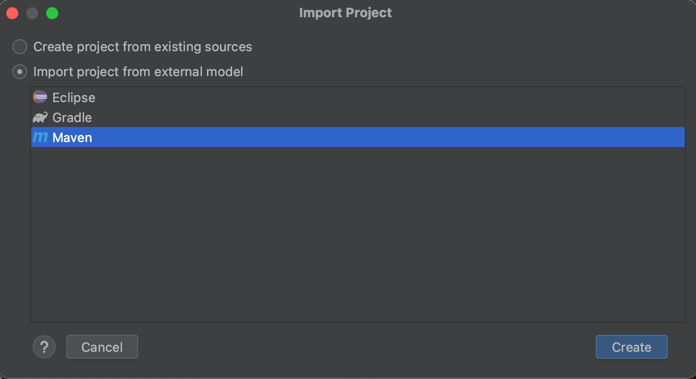 Import Project
Create project from existing sources
Import project from external model
Eclipse
Gradle
m Maven
? Cancel Create